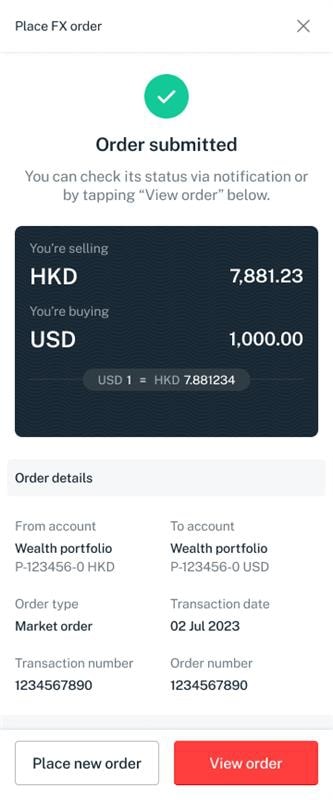 Place FX order
Order submitted
You can check its status via notification or
by tapping “View order” below.
You’re selling
HKD 7,881.23
You’re buying
USD 1,000.00
USD 1 = HKD 7.881234
Order details
From account To account
Wealth portfolio Wealth portfolio
P-123456-0 HKD P-123456-0 USD
Order type Transaction date
Market order 02 Jul 2023
Transaction number Order number
1234567890 1234567890
Place new order View order